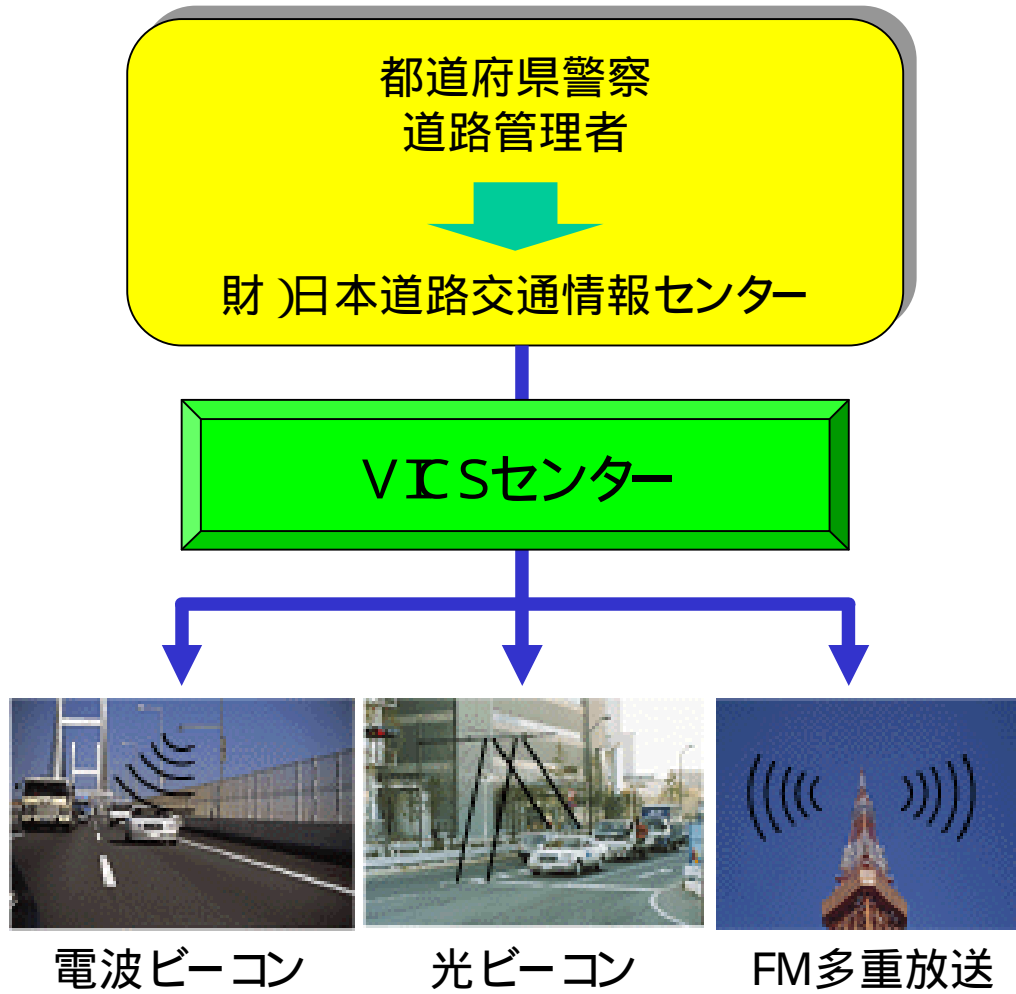 都道府県警察
道路管理者
財)日本道路交通情報センター
VICSセンター
電波ビーコン
光ビーコン
FM多重放送